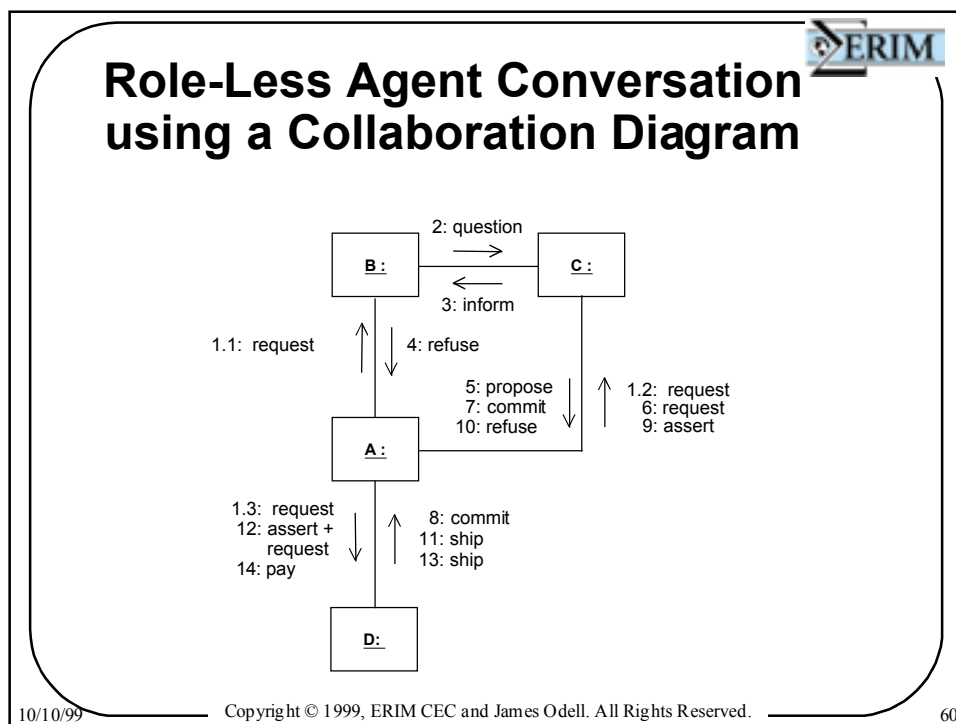 ERIM
Role-Less Agent Conversation
using a Collaboration Diagram
2: question
B :
C :
3: inform
1.1: request
4: refuse
5: propose
7: commit
10: refuse
1.2: request
6: request
9: assert
A :
1.3: request
12: assert +
request
14: pay
8: commit
11: ship
13: ship
D:
10/10/99
Copyright © 1999, ERIM CEC and James Odell. All Rights Reserved.
60